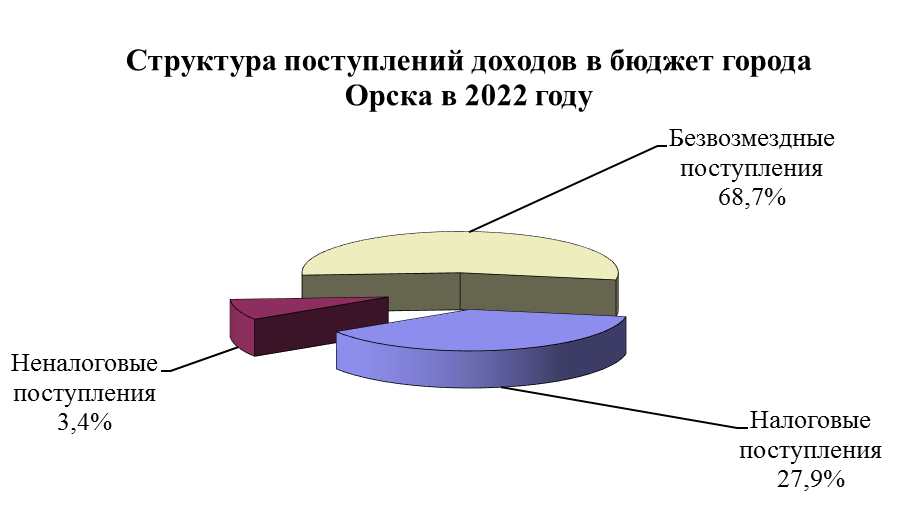 Структура поступлений доходов в бюджет города
Орска в 2022 году
Безвозмездные
поступления
68,7%
Неналоговые
поступления
3,4%
Налоговые
поступления
27,9%